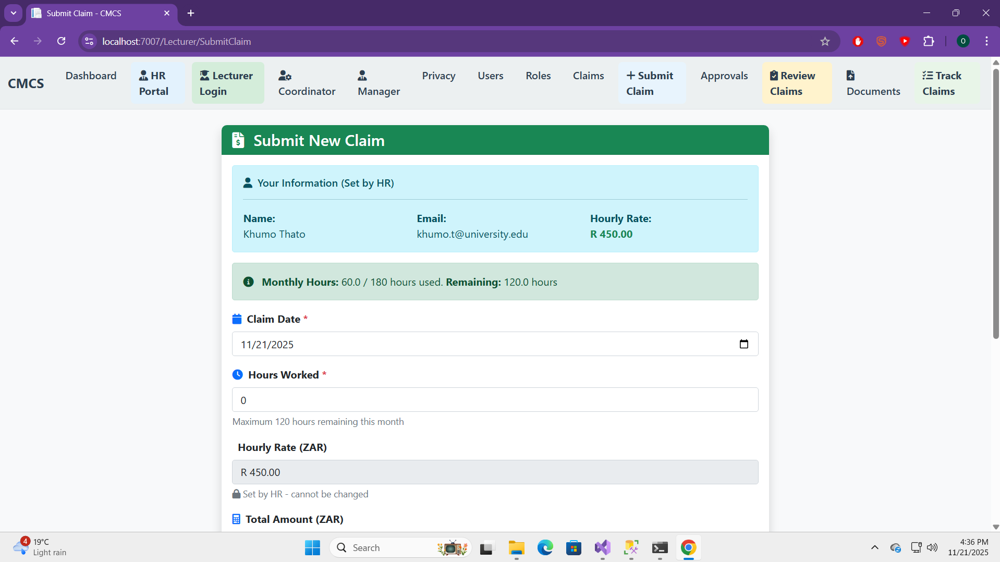 Submit Claim - CMCS
localhost:7007/Lecturer/SubmitClaim
O
CMCS
Dashboard
HR
Portal
Lecturer
Login
Coordinator
Manager
Privacy
Users
Roles
Claims
+ Submit
Claim
Approvals
Review
Claims
Documents
Track
Claims
Submit New Claim
Your Information (Set by HR)
Name:
Khumo Thato
Email:
khumo.t@university.edu
Hourly Rate:
R 450.00
Monthly Hours: 60.0 / 180 hours used. Remaining: 120.0 hours
Claim Date *
11/21/2025
Hours Worked *
0
Maximum 120 hours remaining this month
Hourly Rate (ZAR)
R 450.00
Set by HR - cannot be changed
Total Amount (ZAR)
4
19°C
Light rain
Search
4:36 PM
11/21/2025